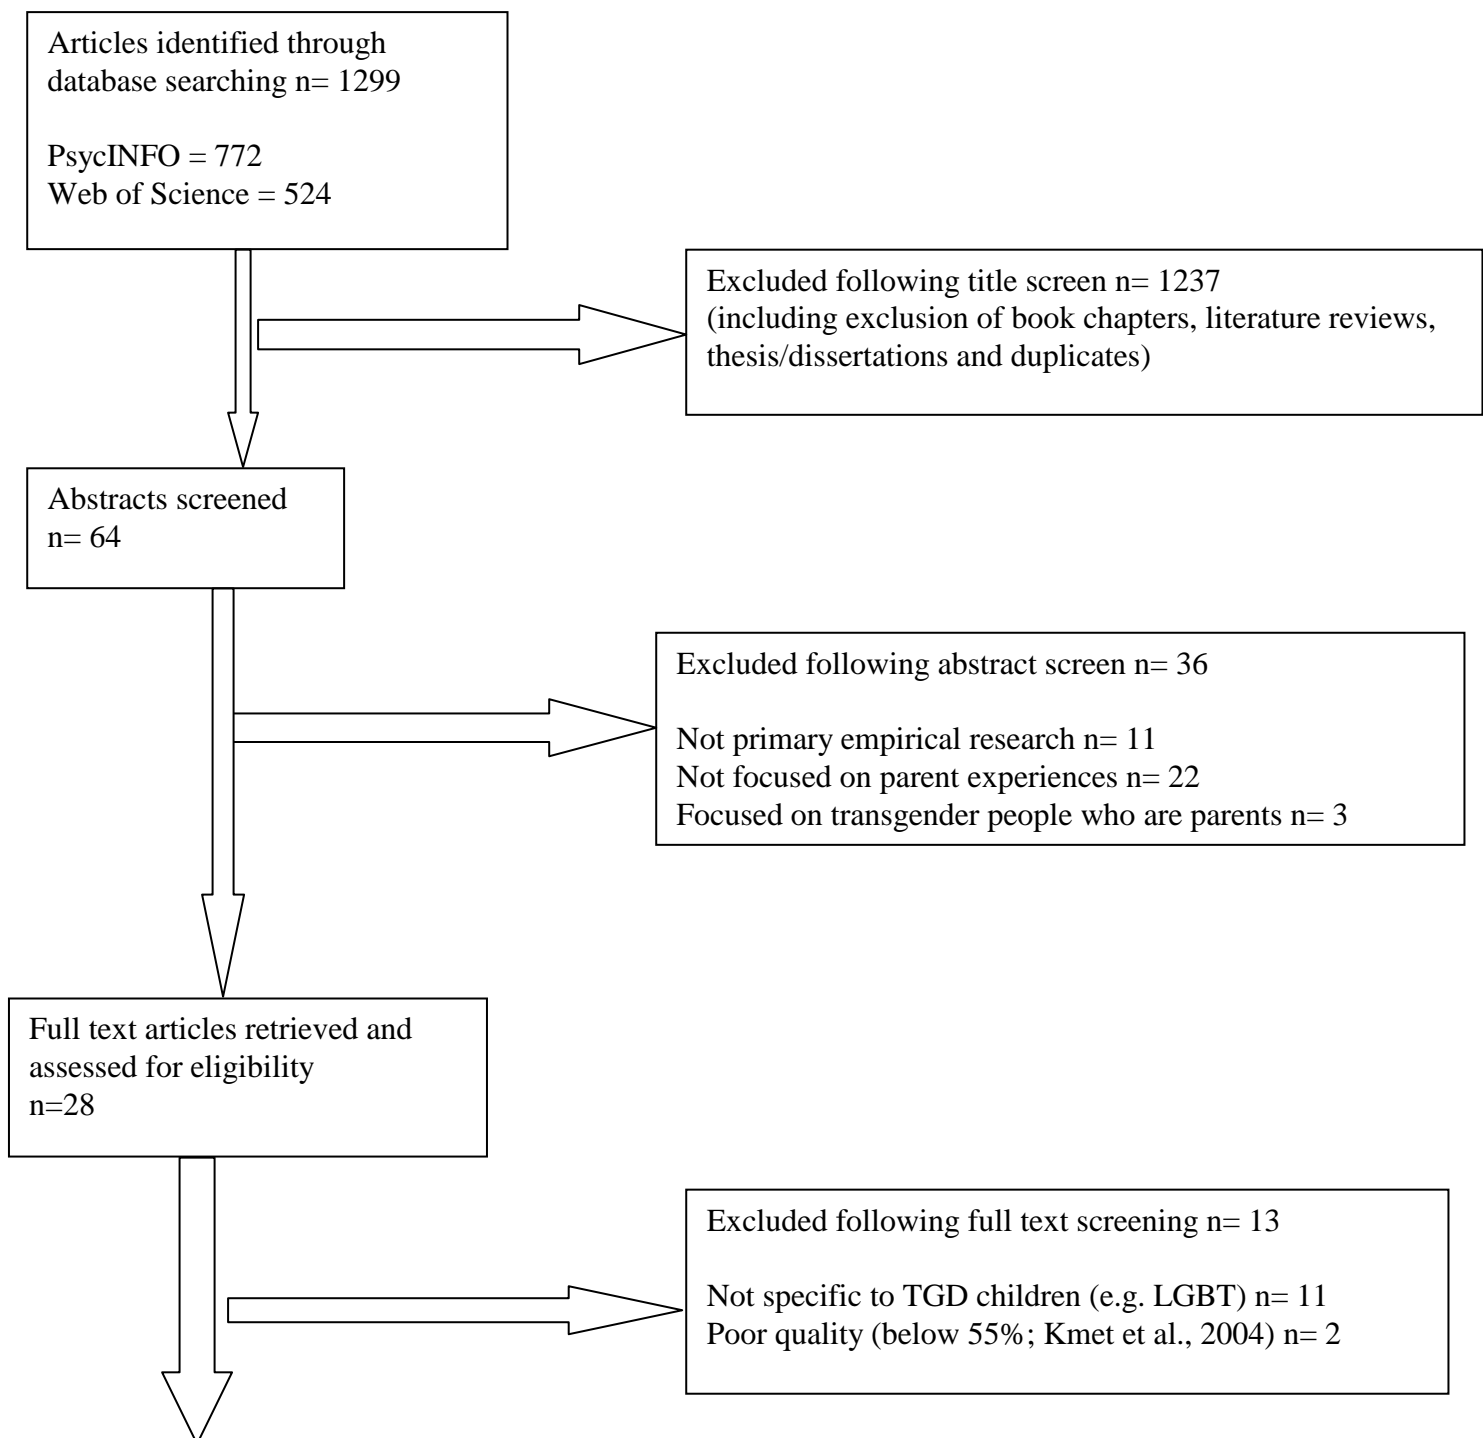 Articles identified through
database searching n= 1299
PsycINFO = 772
Web of Science = 524
Excluded following title screen n= 1237
(including exclusion of book chapters, literature reviews,
thesis/dissertations and duplicates)
Abstracts screened
n= 64
Excluded following abstract screen n= 36
Not primary empirical research n= 11
Not focused on parent experiences n= 22
Focused on transgender people who are parents n= 3
Full text articles retrieved and
assessed for eligibility
n=28
Excluded following full text screening n= 13
Not specific to TGD children (e.g. LGBT) n= 11
Poor quality (below 55%; Kmet et al., 2004) n= 2